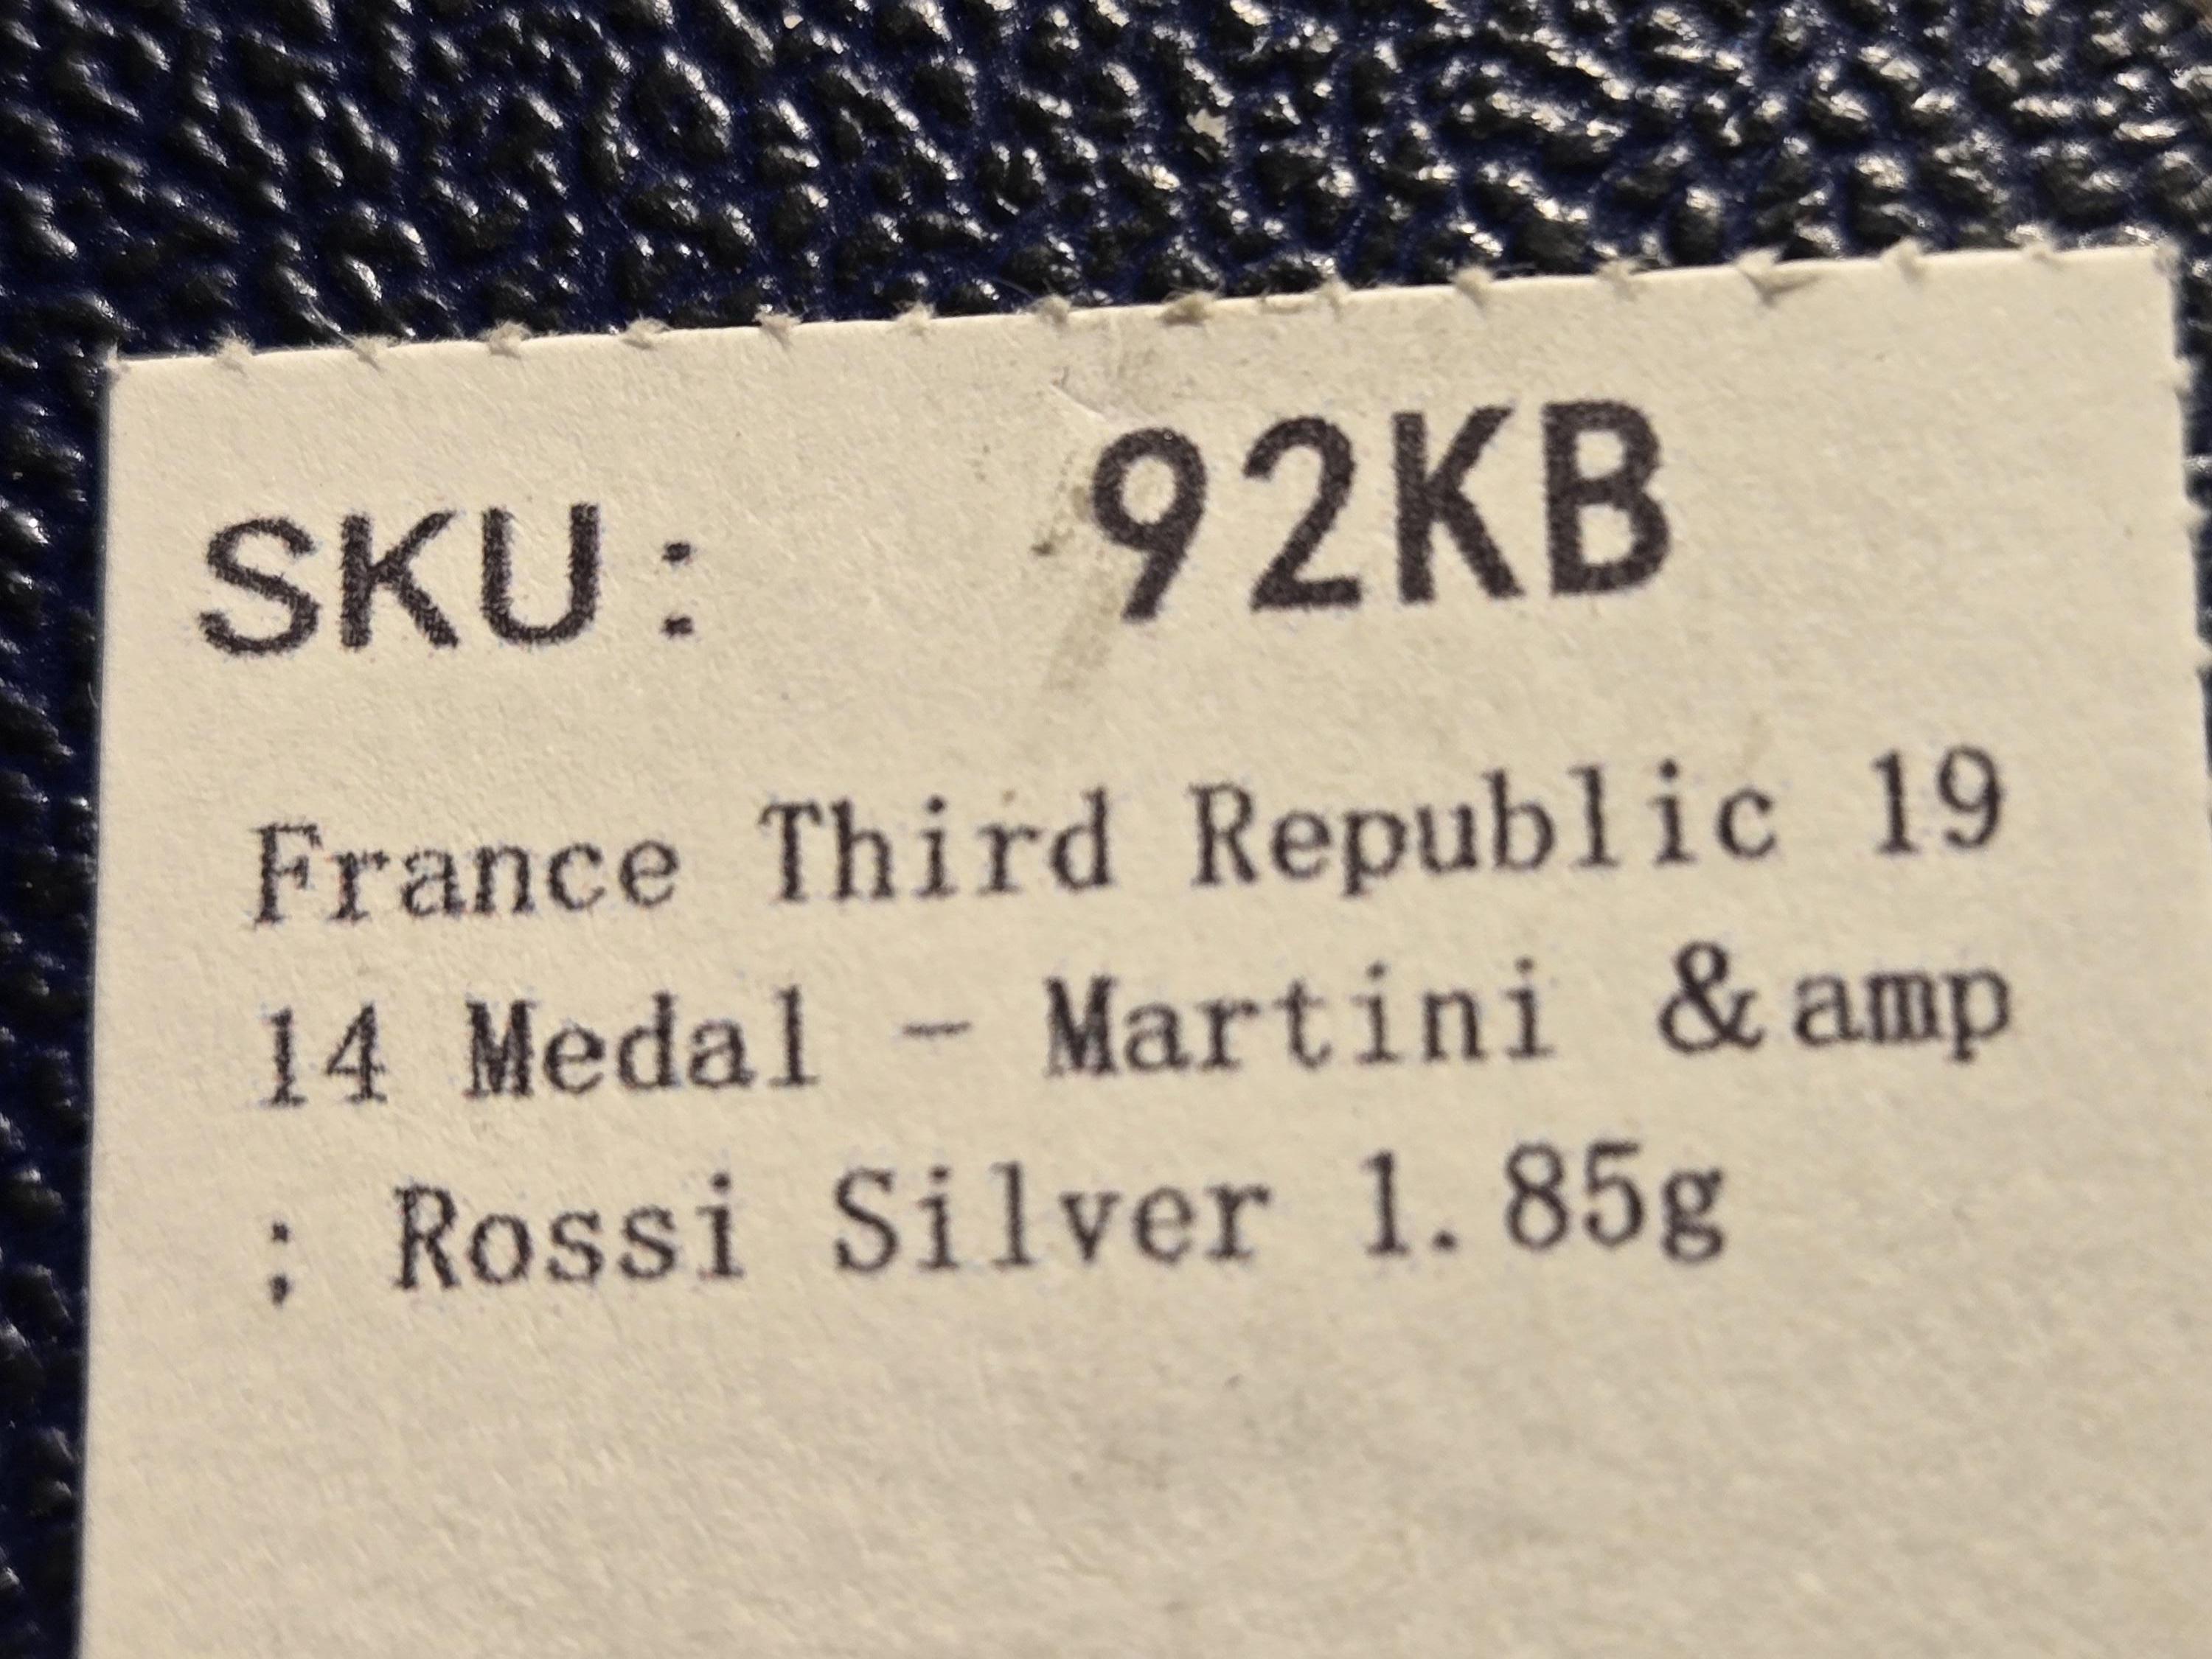 SKU: 92KB
France Third Republic 19
14 Medal - Martini &amp
; Rossi Silver 1.85g